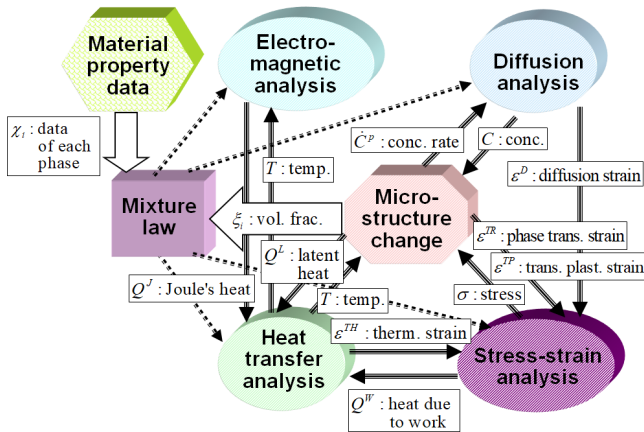 Material
property
data
Electro-
magnetic
analysis
Diffusion
analysis
χᵢ : data
of each
phase
T : temp.
Ċᵖ : conc. rate
C : conc.
εᴰ : diffusion strain
Mixture
law
ξᵢ : vol. frac.
Micro-
structure
change
Qᴸ : latent
heat
εᵀᴿ : phase trans. strain
εᵀᴾ : trans. plast. strain
Qᴶ : Joule's heat
T : temp.
σ : stress
εᵀᴴ : therm. strain
Heat
transfer
analysis
Stress-strain
analysis
Qᵂ : heat due
to work